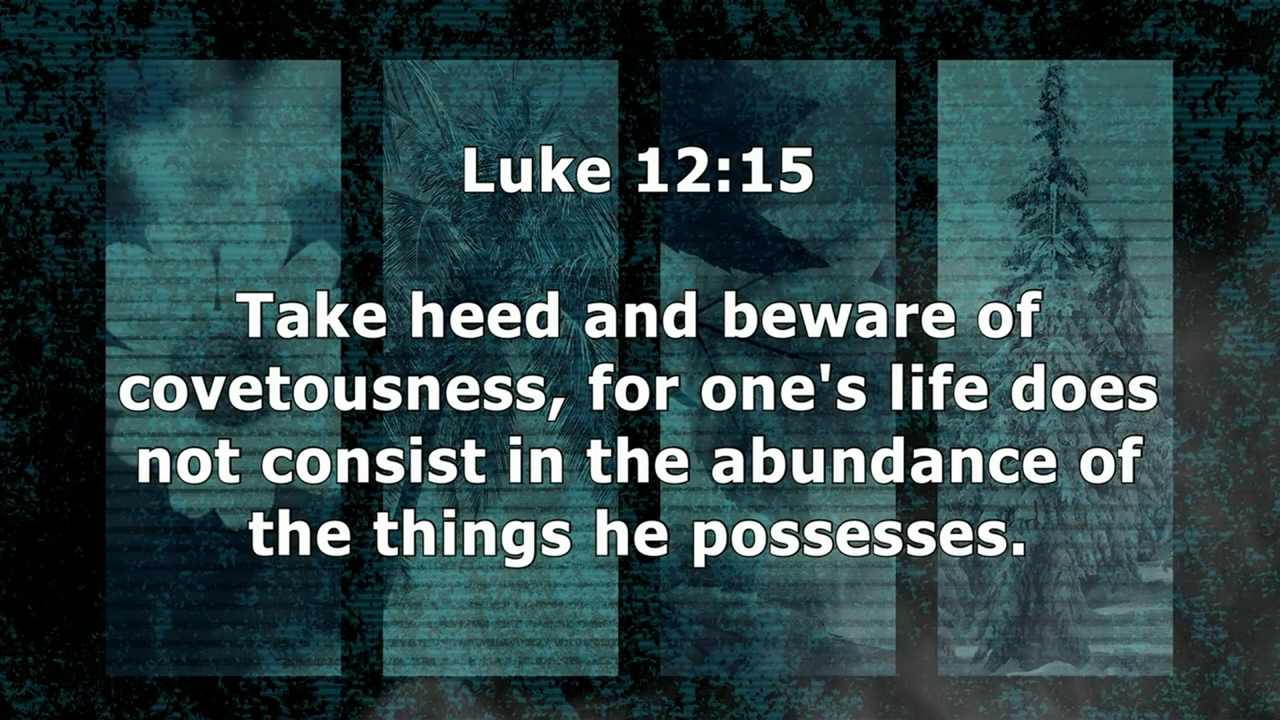 Luke 12:15
Take heed and beware of
covetousness, for one's life does
not consist in the abundance of
the things he possesses.